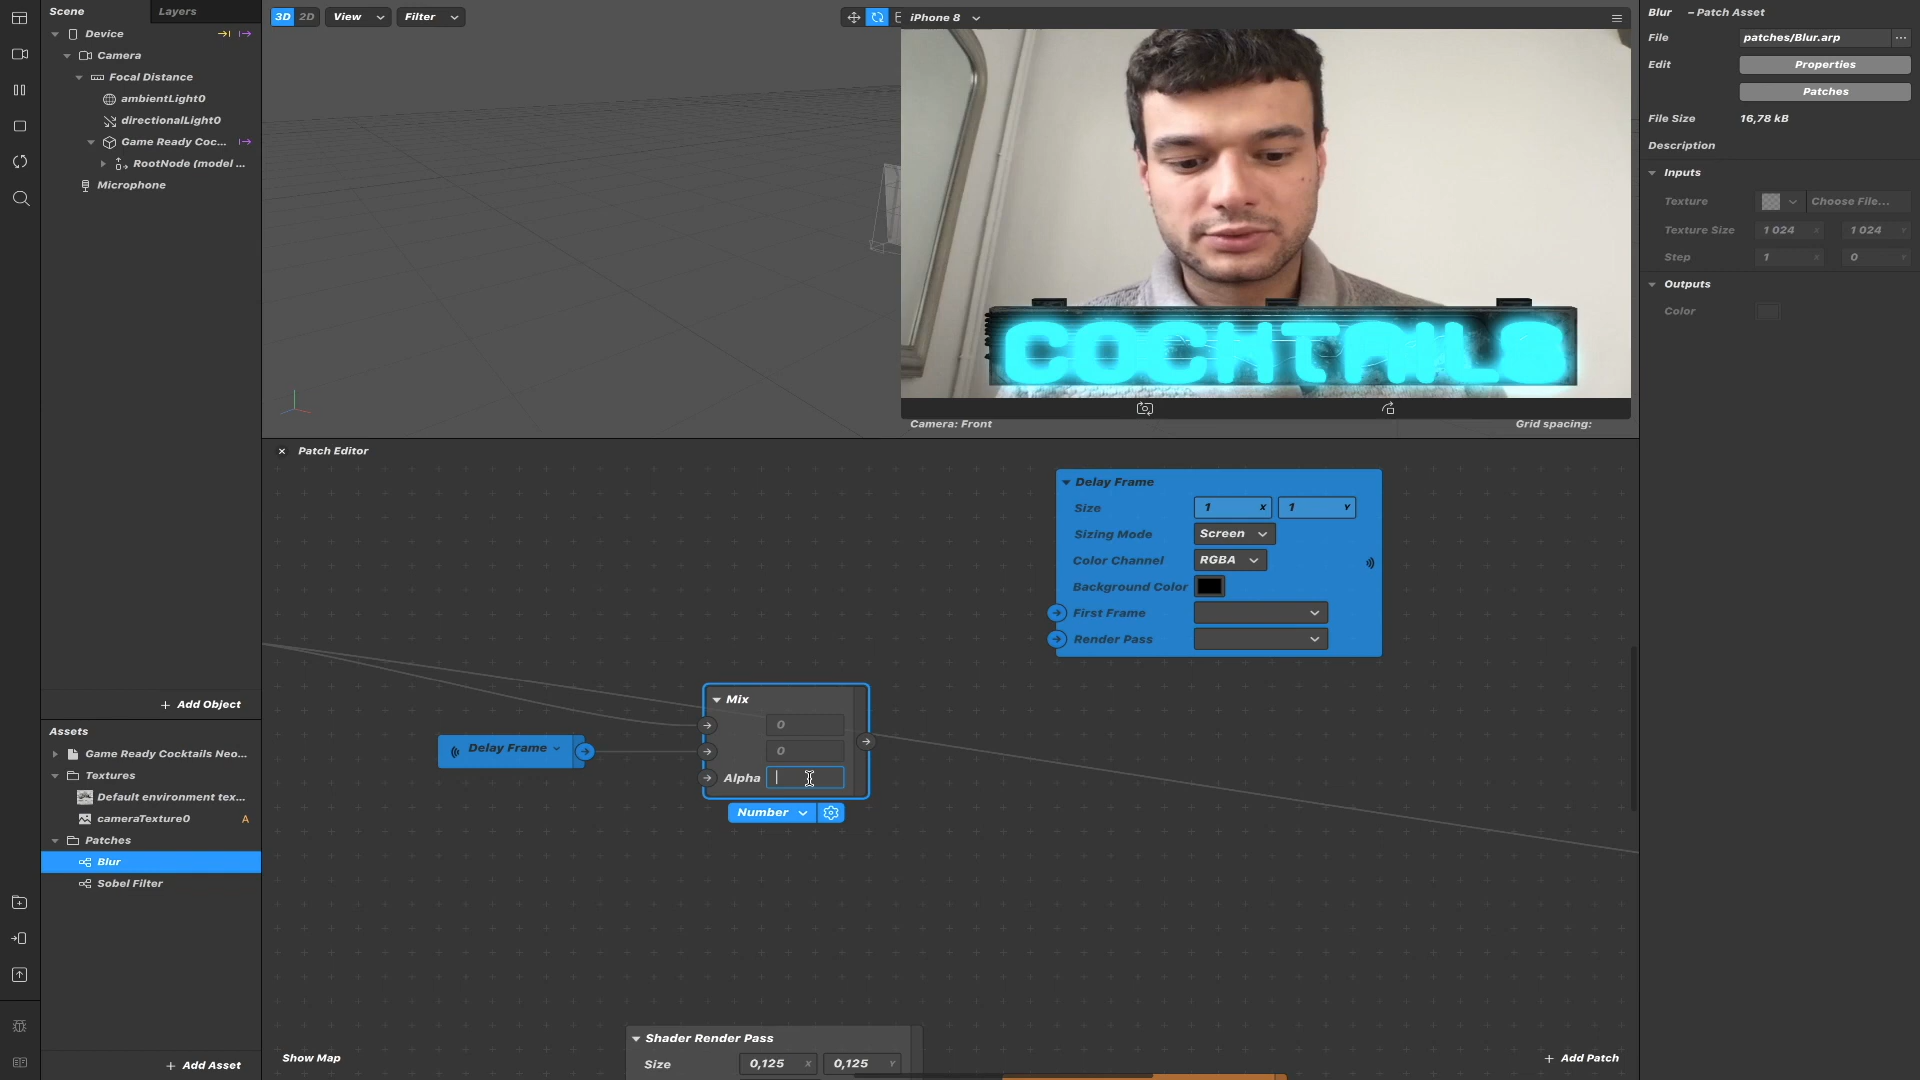 Scene
Layers
Device
Camera
Focal Distance
ambientLight0
directionalLight0
Game Ready Coc...
RootNode (model ...
Microphone
Add Object
Assets
Game Ready Cocktails Neo...
Textures
Default environment tex...
cameraTexture0
A
Patches
Blur
Sobel Filter
Add Asset
3D
2D
View
Filter
iPhone 8
COCKTAILS
Camera: Front
Grid spacing:
Patch Editor
Delay Frame
Size
1
X
1
Y
Sizing Mode
Screen
Color Channel
RGBA
Background Color
First Frame
Render Pass
Delay Frame
Mix
0
0
Alpha
Number
Shader Render Pass
Size
0,125
X
0,125
Y
Show Map
Add Patch
Blur
– Patch Asset
File
patches/Blur.arp
Edit
Properties
Patches
File Size
16,78 kB
Description
Inputs
Texture
Choose File...
Texture Size
1 024
X
1 024
Y
Step
1
X
0
Y
Outputs
Color